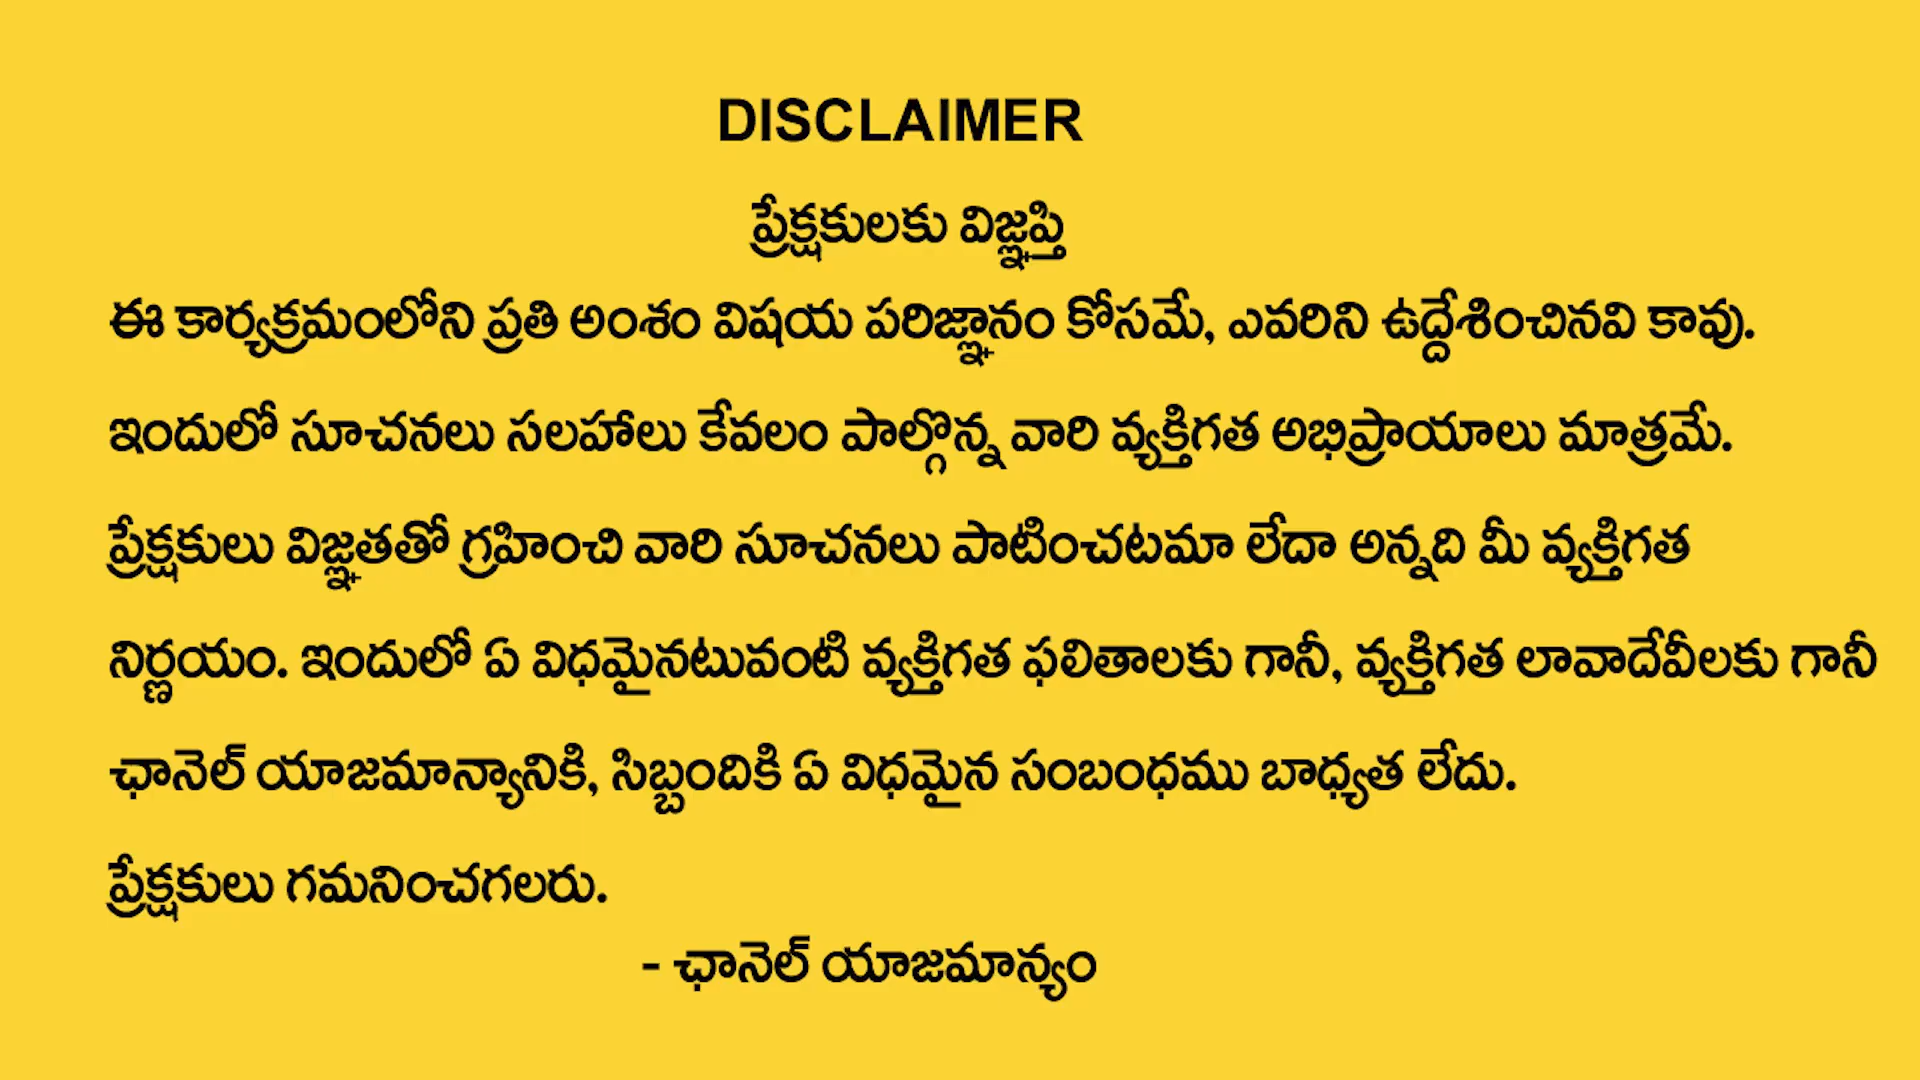 DISCLAIMER
ప్రేక్షకులకు విజ్ఞప్తి
ఈ కార్యక్రమంలోని ప్రతి అంశం విషయ పరిజ్ఞానం కోసమే, ఎవరిని ఉద్దేశించినవి కావు.
ఇందులో సూచనలు సలహాలు కేవలం పాల్గొన్న వారి వ్యక్తిగత అభిప్రాయాలు మాత్రమే.
ప్రేక్షకులు విజ్ఞతతో గ్రహించి వారి సూచనలు పాటించటమా లేదా అన్నది మీ వ్యక్తిగత
నిర్ణయం. ఇందులో ఏ విధమైనటువంటి వ్యక్తిగత ఫలితాలకు గానీ, వ్యక్తిగత లావాదేవీలకు గానీ
ఛానెల్ యాజమాన్యానికి, సిబ్బందికి ఏ విధమైన సంబంధము బాధ్యత లేదు.
ప్రేక్షకులు గమనించగలరు.
- ఛానెల్ యాజమాన్యం